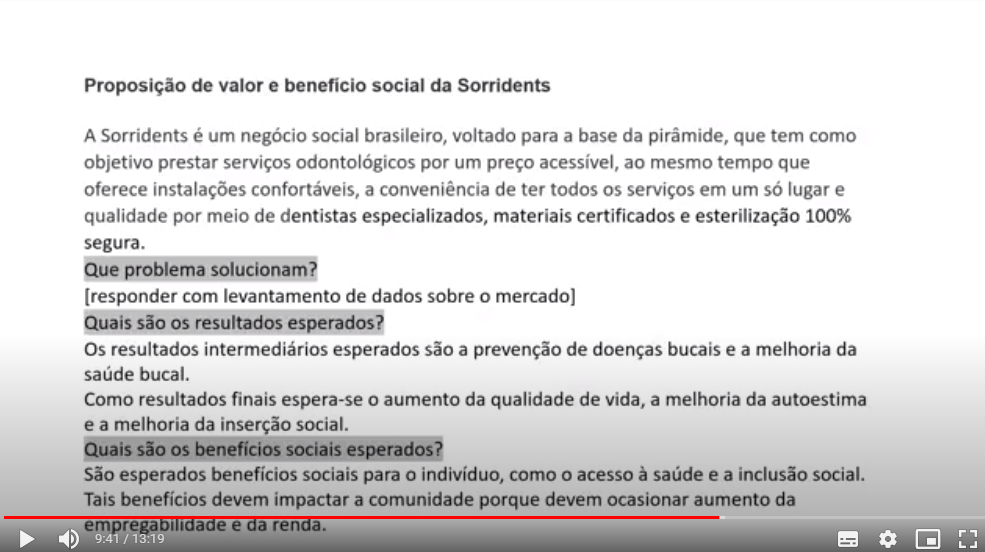 Proposição de valor e benefício social da Sorridents
A Sorridents é um negócio social brasileiro, voltado para a base da pirâmide, que tem como
objetivo prestar serviços odontológicos por um preço acessível, ao mesmo tempo que
oferece instalações confortáveis, a conveniência de ter todos os serviços em um só lugar e
qualidade por meio de dentistas especializados, materiais certificados e esterilização 100%
segura.
Que problema solucionam?
[responder com levantamento de dados sobre o mercado]
Quais são os resultados esperados?
Os resultados intermediários esperados são a prevenção de doenças bucais e a melhoria da
saúde bucal.
Como resultados finais espera-se o aumento da qualidade de vida, a melhoria da autoestima
e a melhoria da inserção social.
Quais são os benefícios sociais esperados?
São esperados benefícios sociais para o indivíduo, como o acesso à saúde e a inclusão social.
Tais benefícios devem impactar a comunidade porque devem ocasionar aumento da
empregabilidade e da renda.
9:41 / 13:19